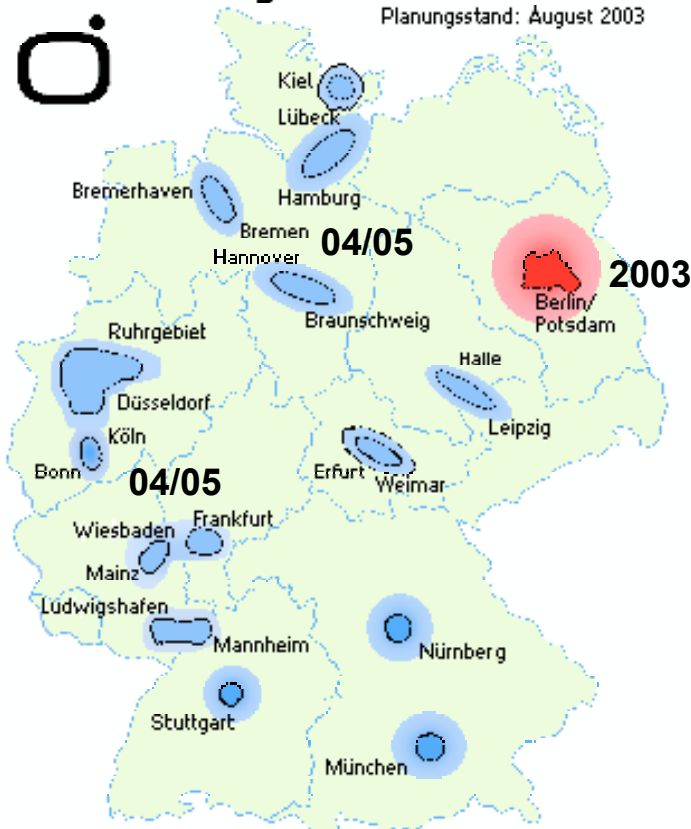 Planungsstand: August 2003
Kiel
Lübeck
Hamburg
Bremerhaven
Bremen
04/05
Hannover
2003
Braunschweig
Berlin/
Potsdam
Ruhrgebiet
Halle
Düsseldorf
Leipzig
Köln
Bonn
04/05
Erfurt
Weimar
Frankfurt
Wiesbaden
Mainz
Ludwigshafen
Mannheim
Nürnberg
Stuttgart
München